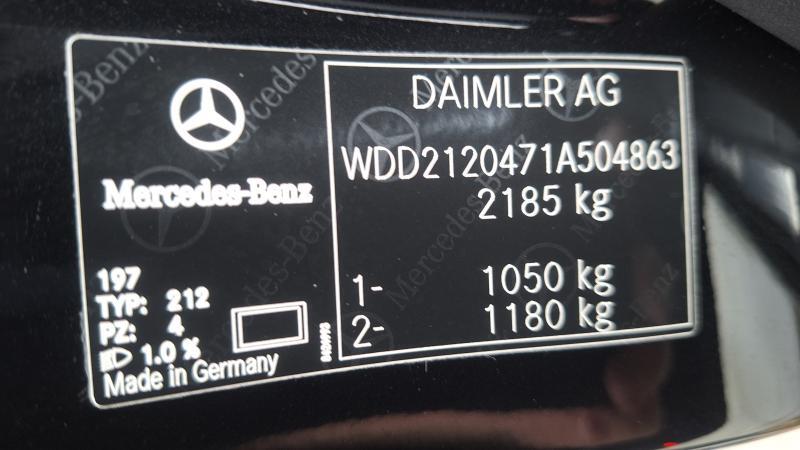 Mercedes-Benz
197
TYP: 212
PZ: 4
1.0 %
Made in Germany
DAIMLER AG
WDD2120471A504863
2185 kg
1- 1050 kg
2- 1180 kg